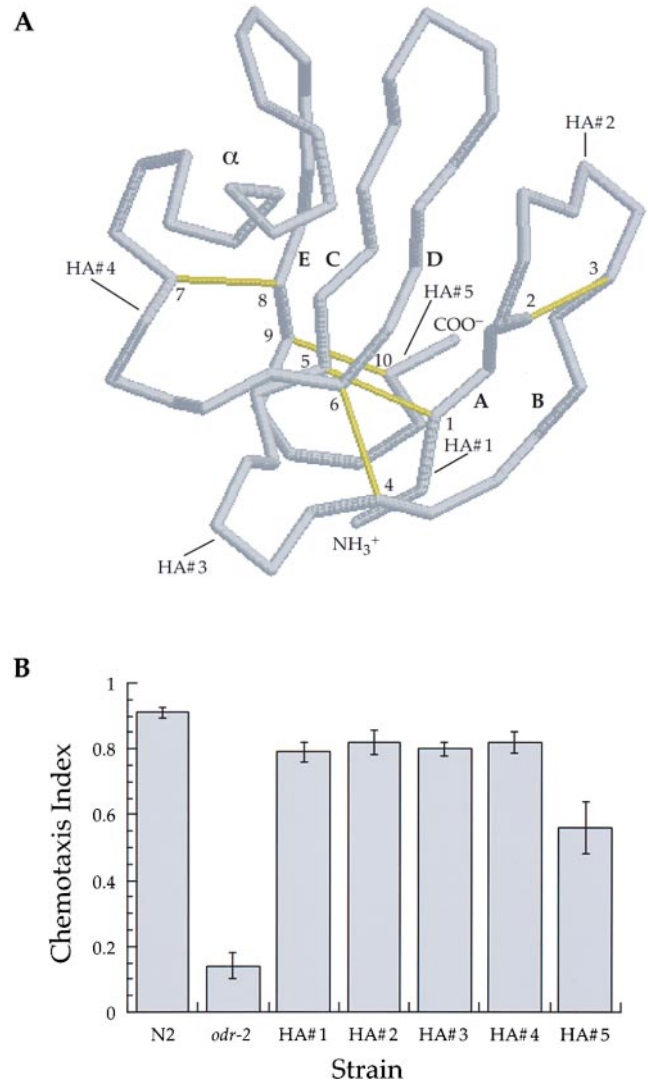 A
HA#2
α
E
C
D
3
HA#4
HA#5
7
8
2
COO⁻
9
5
10
6
A
B
1
HA#1
4
NH₃⁺
HA#3
B
1
0.8
0.6
0.4
0.2
0
Chemotaxis Index
N2
odr-2
HA#1
HA#2
HA#3
HA#4
HA#5
Strain